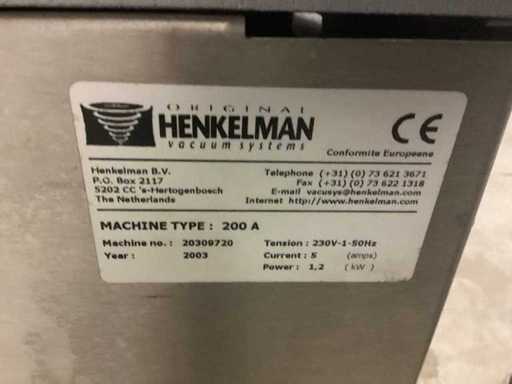 ORIGINAL
HENKELMAN
vacuum systems
CE
Conformite Europeene
Henkelman B.V.
P.O. Box 2117
5202 CC 's-Hertogenbosch
The Netherlands
Telephone (+31) (0) 73 621 3671
Fax (+31) (0) 73 622 1318
E-mail vacusys@henkelman.com
Internet http://www.henkelman.com
MACHINE TYPE : 200 A
Machine no. : 20309720
Year : 2003
Tension : 230V-1-50Hz
Current : 5 (amps)
Power : 1,2 (kW)